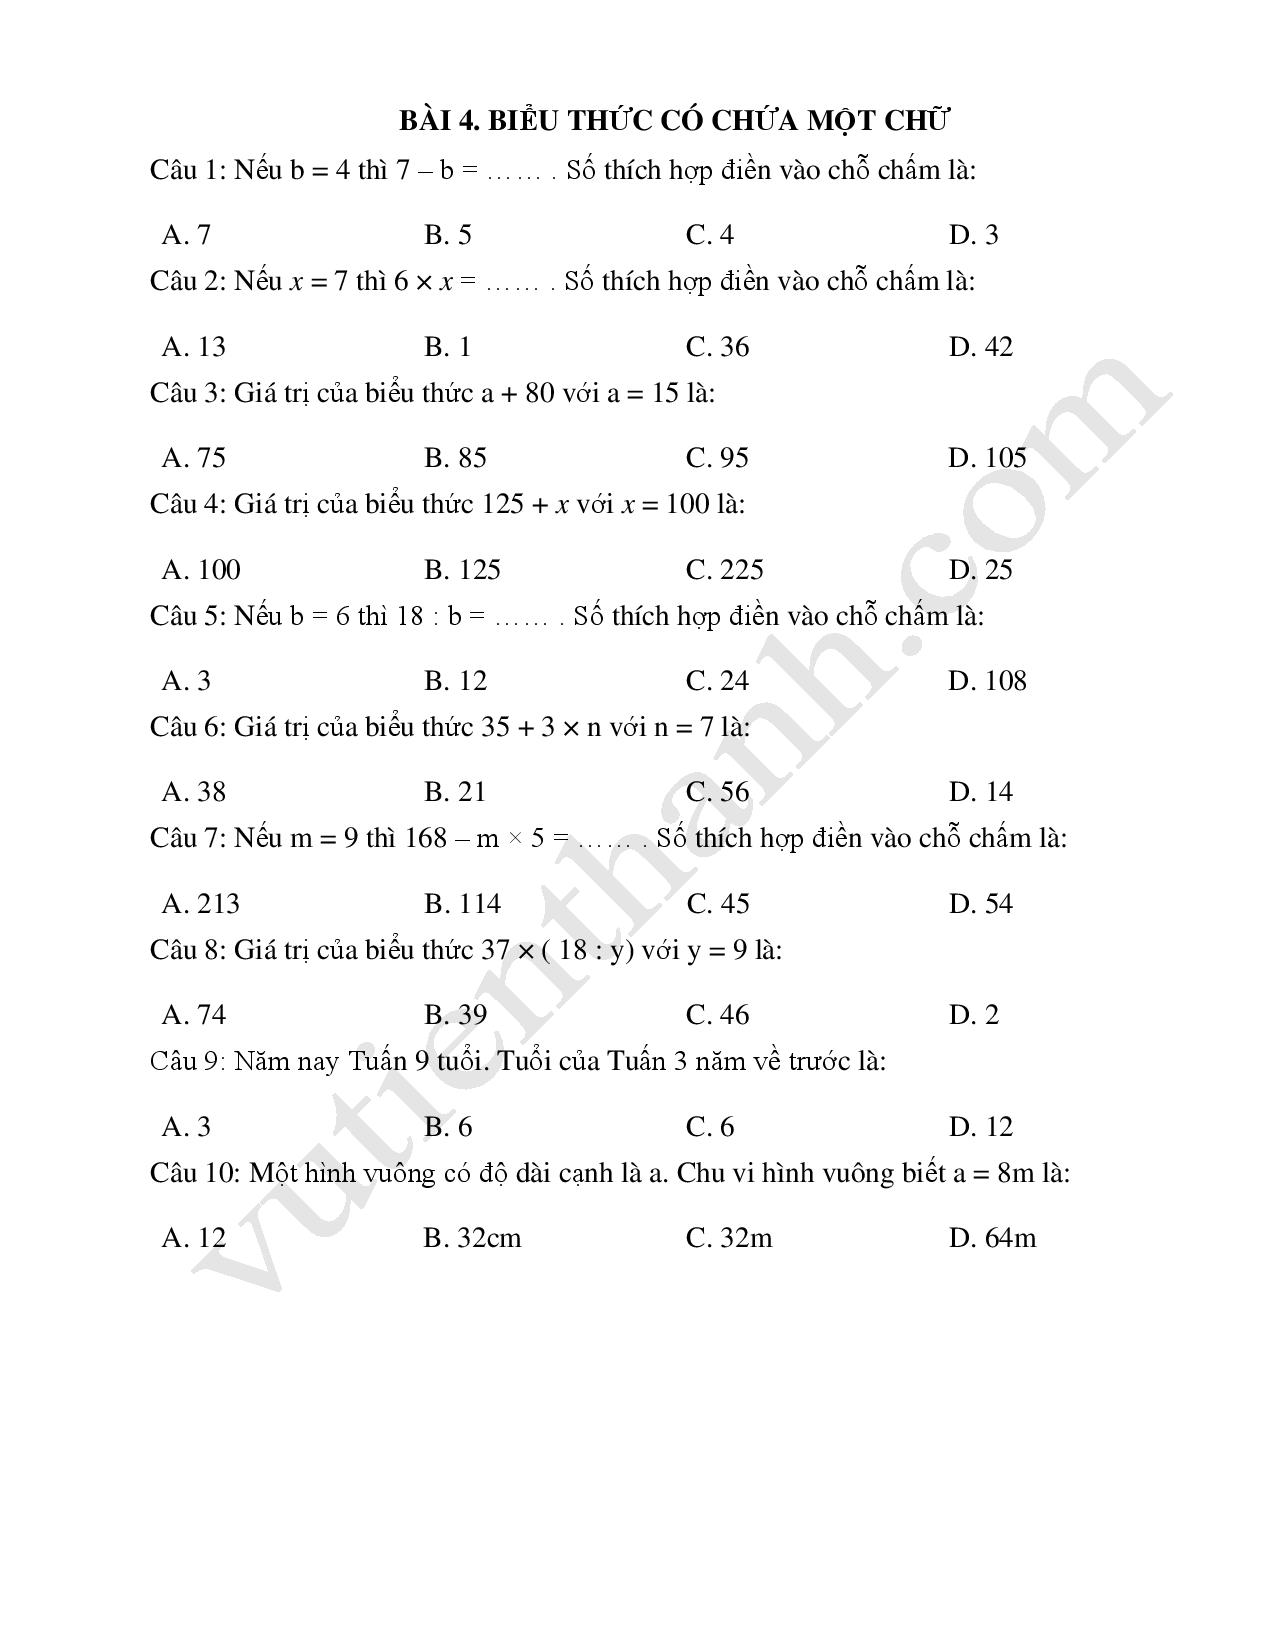 BÀI 4. BIỂU THỨC CÓ CHỨA MỘT CHỮ
Câu 1: Nếu b = 4 thì 7 – b = …… . Số thích hợp điền vào chỗ chấm là:
A. 7 B. 5 C. 4 D. 3
Câu 2: Nếu x = 7 thì 6 × x = …… . Số thích hợp điền vào chỗ chấm là:
A. 13 B. 1 C. 36 D. 42
Câu 3: Giá trị của biểu thức a + 80 với a = 15 là:
A. 75 B. 85 C. 95 D. 105
Câu 4: Giá trị của biểu thức 125 + x với x = 100 là:
A. 100 B. 125 C. 225 D. 25
Câu 5: Nếu b = 6 thì 18 : b = …… . Số thích hợp điền vào chỗ chấm là:
A. 3 B. 12 C. 24 D. 108
Câu 6: Giá trị của biểu thức 35 + 3 × n với n = 7 là:
A. 38 B. 21 C. 56 D. 14
Câu 7: Nếu m = 9 thì 168 – m × 5 = …… . Số thích hợp điền vào chỗ chấm là:
A. 213 B. 114 C. 45 D. 54
Câu 8: Giá trị của biểu thức 37 × ( 18 : y) với y = 9 là:
A. 74 B. 39 C. 46 D. 2
Câu 9: Năm nay Tuấn 9 tuổi. Tuổi của Tuấn 3 năm về trước là:
A. 3 B. 6 C. 6 D. 12
Câu 10: Một hình vuông có độ dài cạnh là a. Chu vi hình vuông biết a = 8m là:
A. 12 B. 32cm C. 32m D. 64m
vutienthanh.com